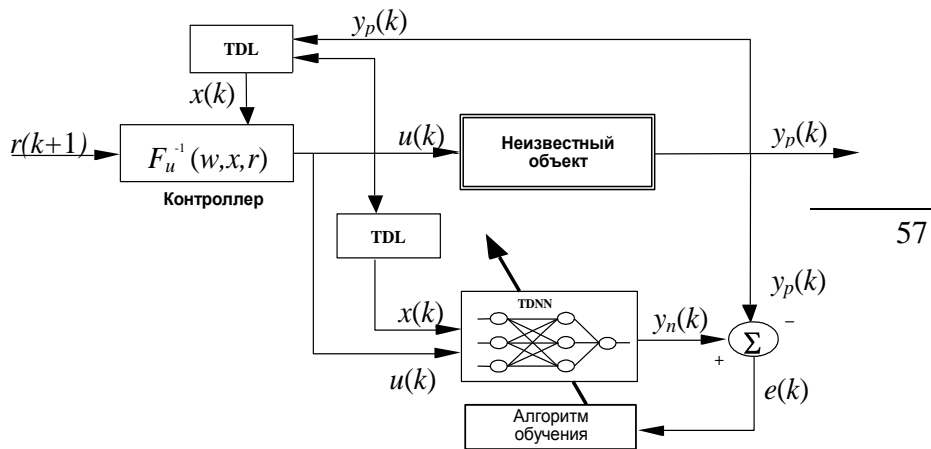 y_p(k)
TDL
x(k)
r(k+1)
F_u^{-1}(w,x,r)
Контроллер
u(k)
Неизвестный
объект
y_p(k)
57
TDL
y_p(k)
x(k)
TDNN
y_n(k)
−
Σ
+
u(k)
e(k)
Алгоритм
обучения